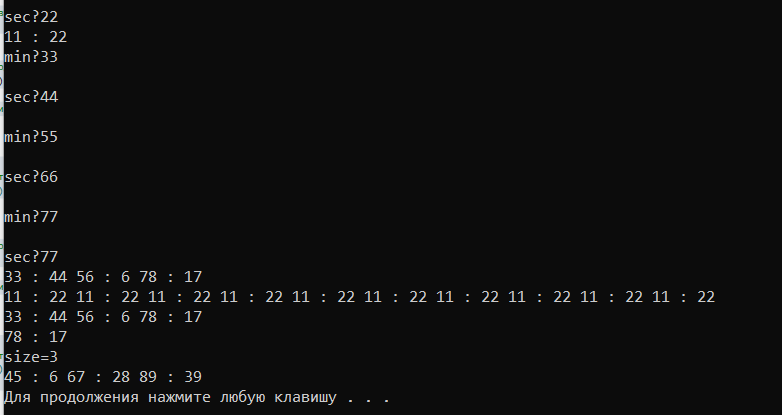 sec?22
11 : 22
min?33
sec?44
min?55
sec?66
min?77
sec?77
33 : 44 56 : 6 78 : 17
11 : 22 11 : 22 11 : 22 11 : 22 11 : 22 11 : 22 11 : 22 11 : 22 11 : 22 11 : 22
33 : 44 56 : 6 78 : 17
78 : 17
size=3
45 : 6 67 : 28 89 : 39
Для продолжения нажмите любую клавишу . . .